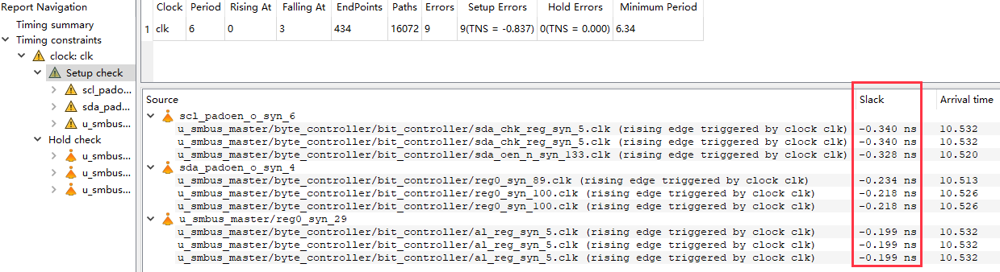 Report Navigation
Timing summary
Timing constraints
clock: clk
Setup check
scl_pado...
sda_pad...
u_smbus...
Hold check
u_smbus...
u_smbus...
u_smbus...
Clock Period Rising At Falling At EndPoints Paths Errors Setup Errors Hold Errors Minimum Period
1 clk 6 0 3 434 16072 9 9(TNS = -0.837) 0(TNS = 0.000) 6.34
Source Slack Arrival time
scl_padoen_o_syn_6
u_smbus_master/byte_controller/bit_controller/sda_chk_reg_syn_5.clk (rising edge triggered by clock clk) -0.340 ns 10.532
u_smbus_master/byte_controller/bit_controller/sda_chk_reg_syn_5.clk (rising edge triggered by clock clk) -0.340 ns 10.532
u_smbus_master/byte_controller/bit_controller/sda_oen_n_syn_133.clk (rising edge triggered by clock clk) -0.328 ns 10.520
sda_padoen_o_syn_4
u_smbus_master/byte_controller/bit_controller/reg0_syn_89.clk (rising edge triggered by clock clk) -0.234 ns 10.513
u_smbus_master/byte_controller/bit_controller/reg0_syn_100.clk (rising edge triggered by clock clk) -0.218 ns 10.526
u_smbus_master/byte_controller/bit_controller/reg0_syn_100.clk (rising edge triggered by clock clk) -0.218 ns 10.526
u_smbus_master/reg0_syn_29
u_smbus_master/byte_controller/bit_controller/al_reg_syn_5.clk (rising edge triggered by clock clk) -0.199 ns 10.532
u_smbus_master/byte_controller/bit_controller/al_reg_syn_5.clk (rising edge triggered by clock clk) -0.199 ns 10.532
u_smbus_master/byte_controller/bit_controller/al_reg_syn_5.clk (rising edge triggered by clock clk) -0.199 ns 10.532